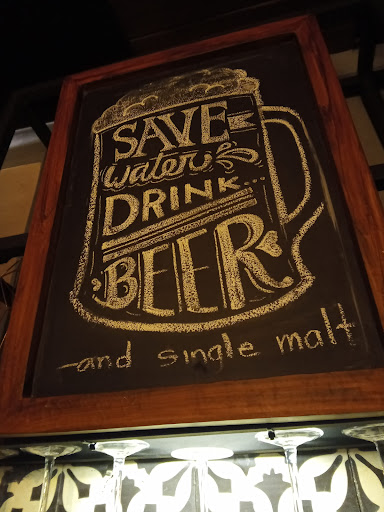 SAVE
water
DRINK...
BEER
and single malt